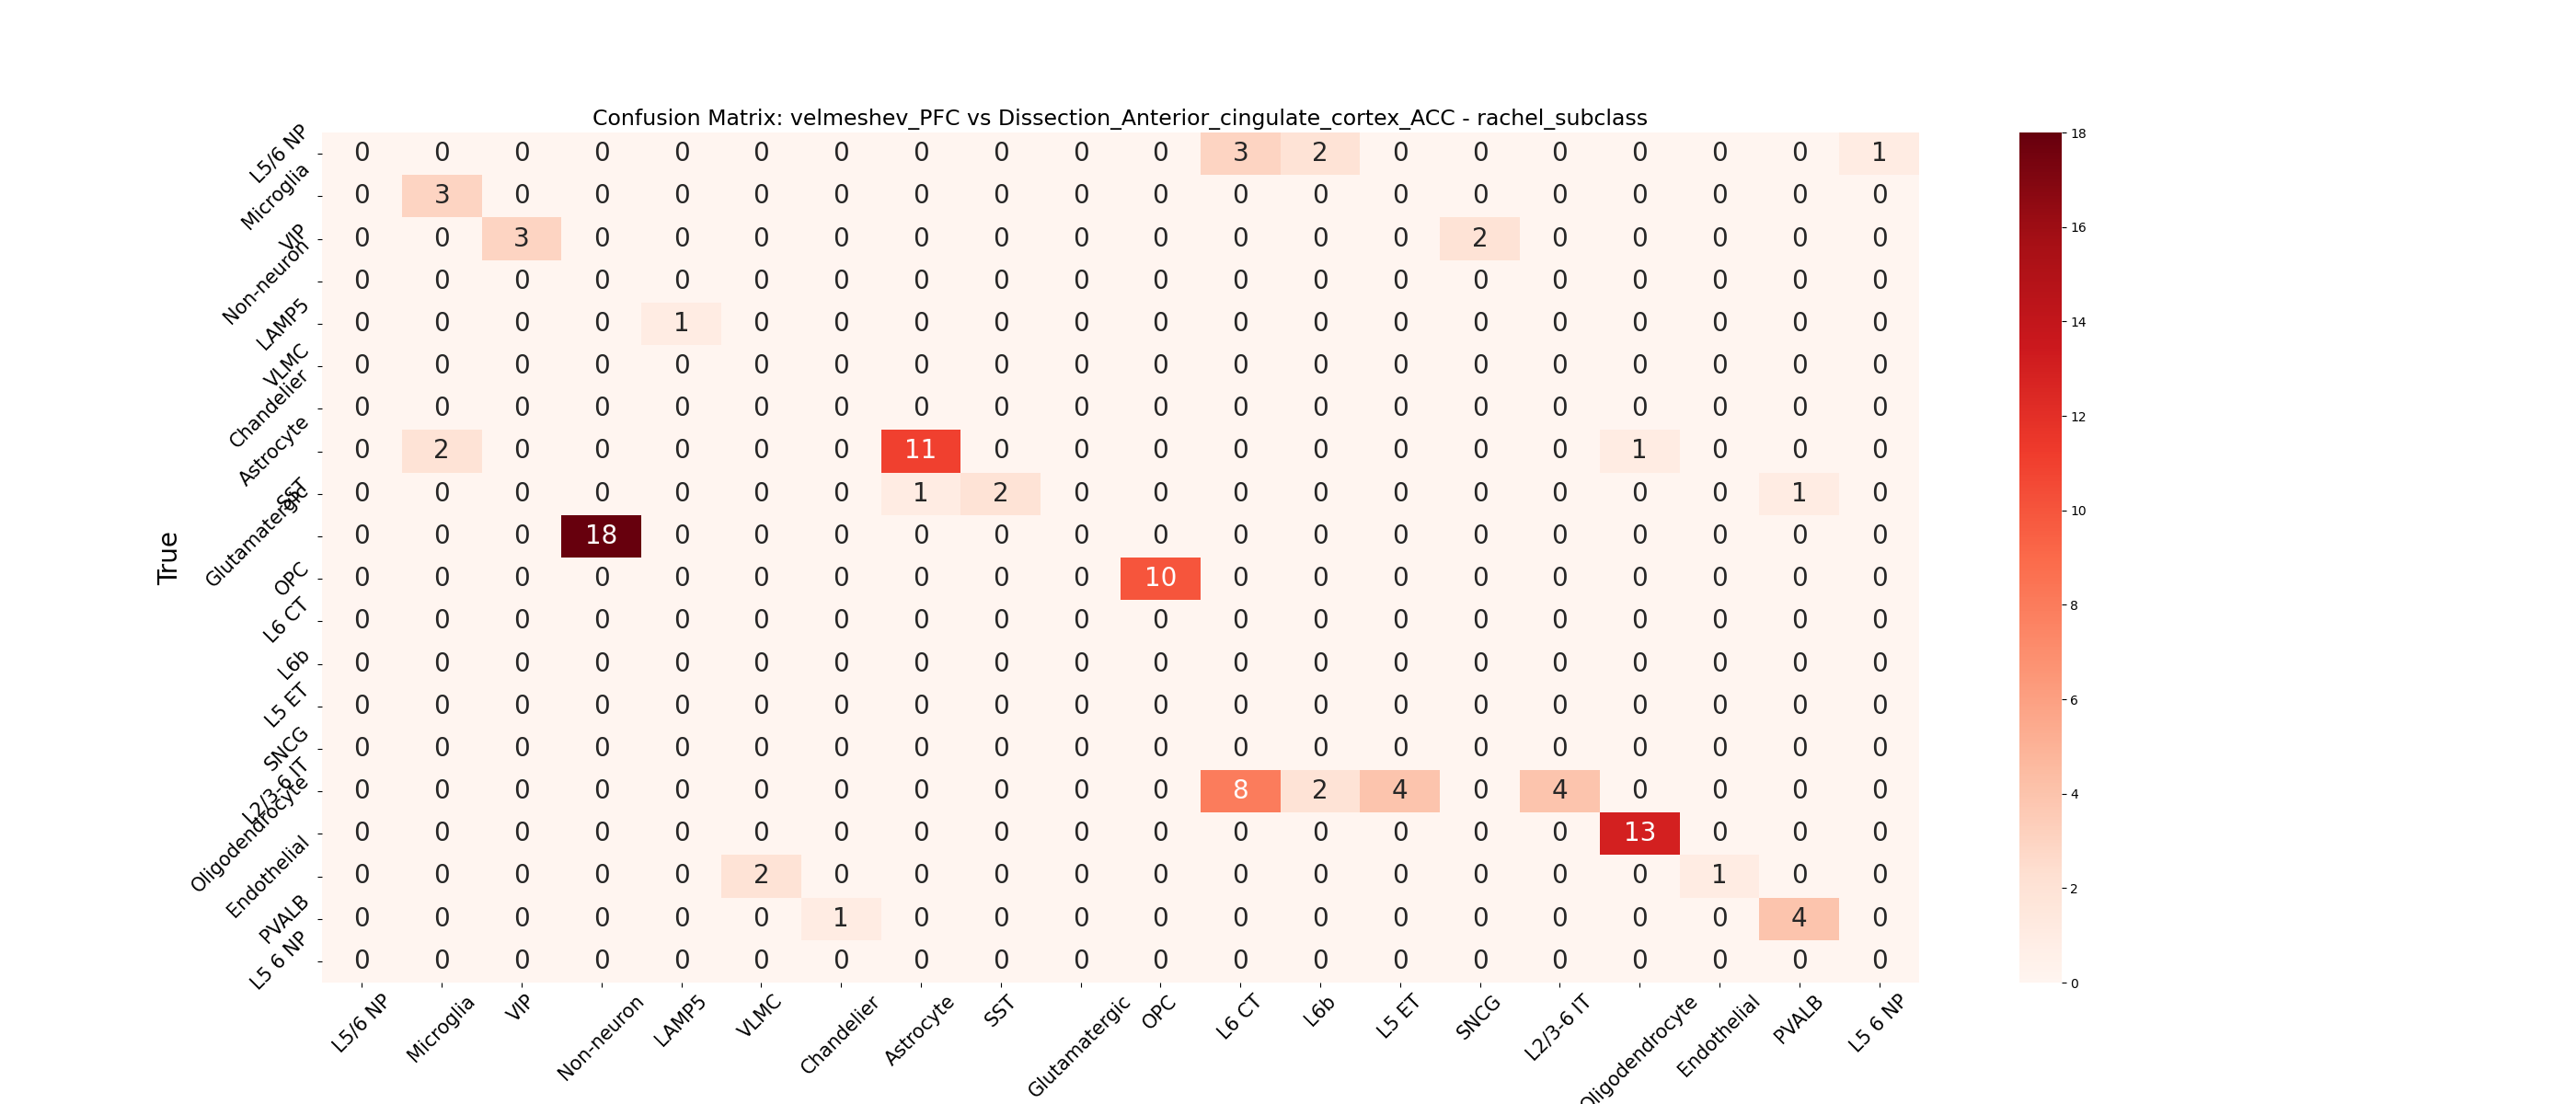 Confusion Matrix: velmeshev_PFC vs Dissection_Anterior_cingulate_cortex_ACC - rachel_subclass
True
L5/6 NP 0 0 0 0 0 0 0 0 0 0 0 3 2 0 0 0 0 0 0 1
Microglia 0 3 0 0 0 0 0 0 0 0 0 0 0 0 0 0 0 0 0 0
VIP 0 0 3 0 0 0 0 0 0 0 0 0 0 0 2 0 0 0 0 0
Non-neuron 0 0 0 0 0 0 0 0 0 0 0 0 0 0 0 0 0 0 0 0
LAMP5 0 0 0 0 1 0 0 0 0 0 0 0 0 0 0 0 0 0 0 0
VLMC 0 0 0 0 0 0 0 0 0 0 0 0 0 0 0 0 0 0 0 0
Chandelier 0 0 0 0 0 0 0 0 0 0 0 0 0 0 0 0 0 0 0 0
Astrocyte 0 2 0 0 0 0 0 11 0 0 0 0 0 0 0 0 1 0 0 0
SST 0 0 0 0 0 0 0 1 2 0 0 0 0 0 0 0 0 0 1 0
Glutamatergic 0 0 0 18 0 0 0 0 0 0 0 0 0 0 0 0 0 0 0 0
OPC 0 0 0 0 0 0 0 0 0 0 10 0 0 0 0 0 0 0 0 0
L6 CT 0 0 0 0 0 0 0 0 0 0 0 0 0 0 0 0 0 0 0 0
L6b 0 0 0 0 0 0 0 0 0 0 0 0 0 0 0 0 0 0 0 0
L5 ET 0 0 0 0 0 0 0 0 0 0 0 0 0 0 0 0 0 0 0 0
SNCG 0 0 0 0 0 0 0 0 0 0 0 0 0 0 0 0 0 0 0 0
L2/3-6 IT 0 0 0 0 0 0 0 0 0 0 0 8 2 4 0 4 0 0 0 0
Oligodendrocyte 0 0 0 0 0 0 0 0 0 0 0 0 0 0 0 0 13 0 0 0
Endothelial 0 0 0 0 0 2 0 0 0 0 0 0 0 0 0 0 0 1 0 0
PVALB 0 0 0 0 0 0 1 0 0 0 0 0 0 0 0 0 0 0 4 0
L5 6 NP 0 0 0 0 0 0 0 0 0 0 0 0 0 0 0 0 0 0 0 0
L5/6 NP Microglia VIP Non-neuron LAMP5 VLMC Chandelier Astrocyte SST Glutamatergic OPC L6 CT L6b L5 ET SNCG L2/3-6 IT Oligodendrocyte Endothelial PVALB L5 6 NP
18
16
14
12
10
8
6
4
2
0